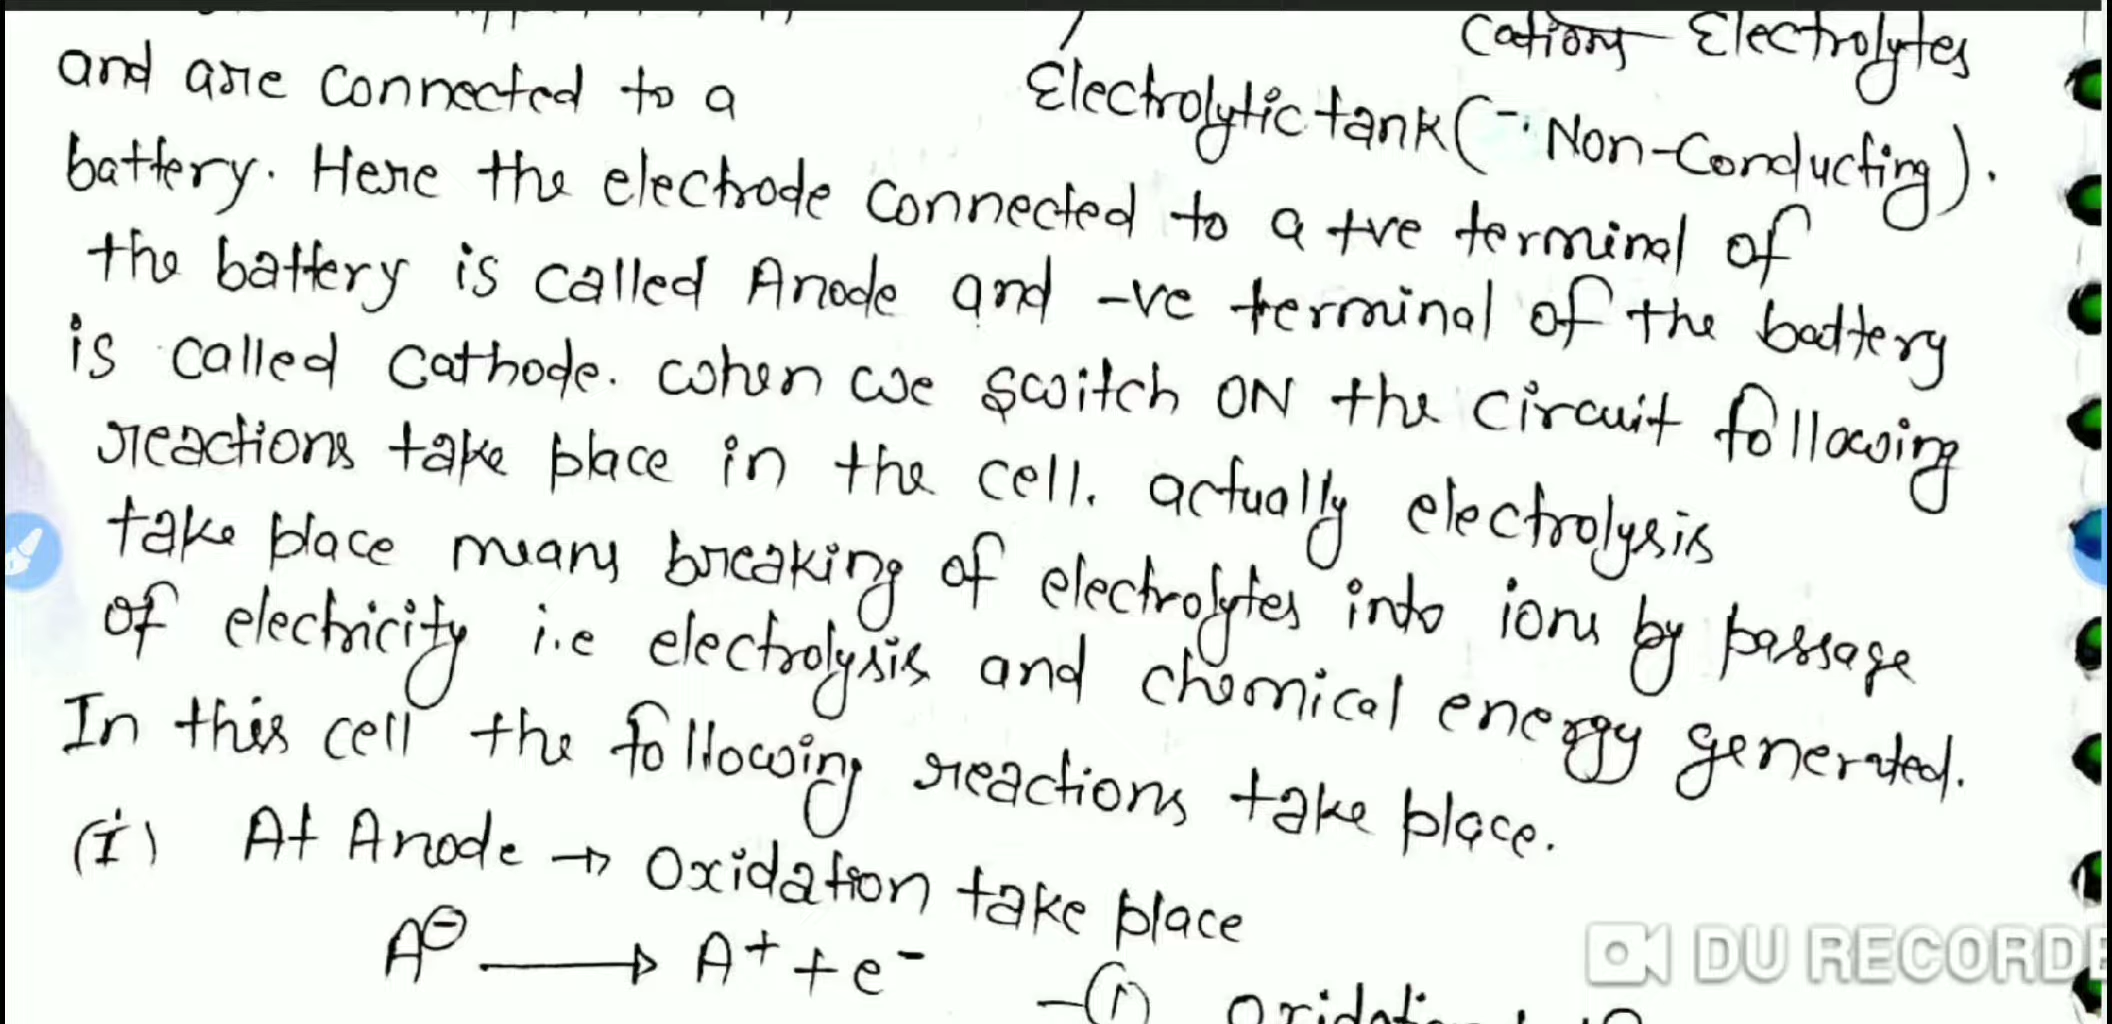 Cations Electrolytes
and are connected to a
Electrolytic tank (∵ Non-Conducting).
battery. Here the electrode connected to a +ve terminal of
the battery is called Anode and -ve terminal of the battery
is called Cathode. when we switch ON the circuit following
reactions take place in the cell. actually electrolysis
take place means breaking of electrolytes into ions by passage
of electricity i.e electrolysis and chemical energy generated.
In this cell the following reactions take place.
(i) At Anode → Oxidation take place
A⊖ → A+ + e-
-(1)
DU RECORDE